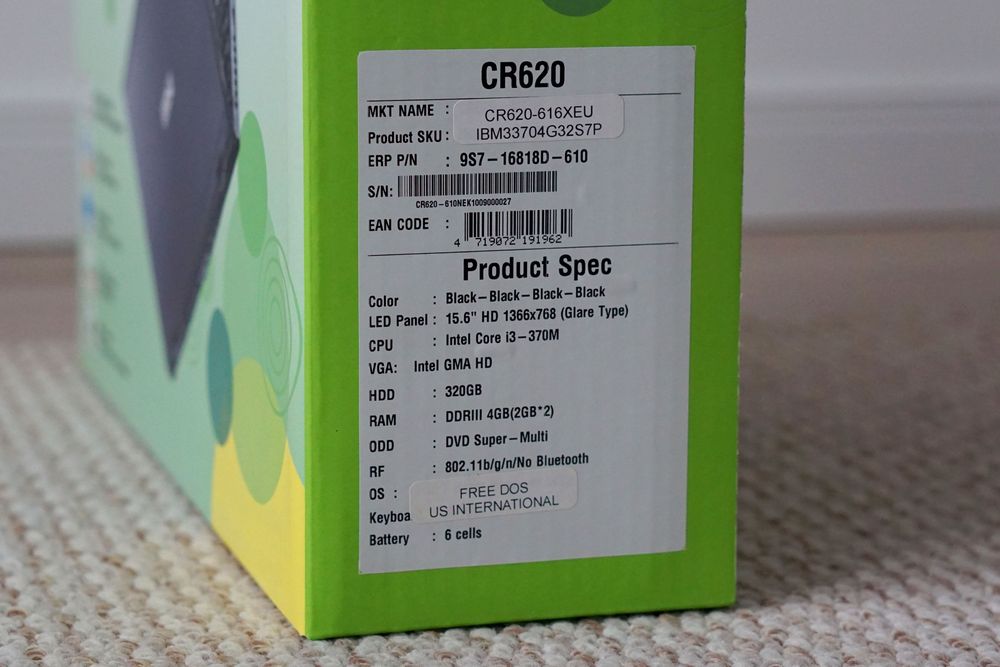 CR620
MKT NAME : CR620-616XEU
Product SKU : IBM33704G32S7P
ERP P/N : 9S7-16818D-610
S/N:
CR620-610NEK1009000027
EAN CODE :
4 719072 191962
Product Spec
Color : Black-Black-Black-Black
LED Panel : 15.6" HD 1366x768 (Glare Type)
CPU : Intel Core i3-370M
VGA: Intel GMA HD
HDD : 320GB
RAM : DDRIII 4GB(2GB*2)
ODD : DVD Super-Multi
RF : 802.11b/g/n/No Bluetooth
OS : FREE DOS
Keyboa US INTERNATIONAL
Battery : 6 cells